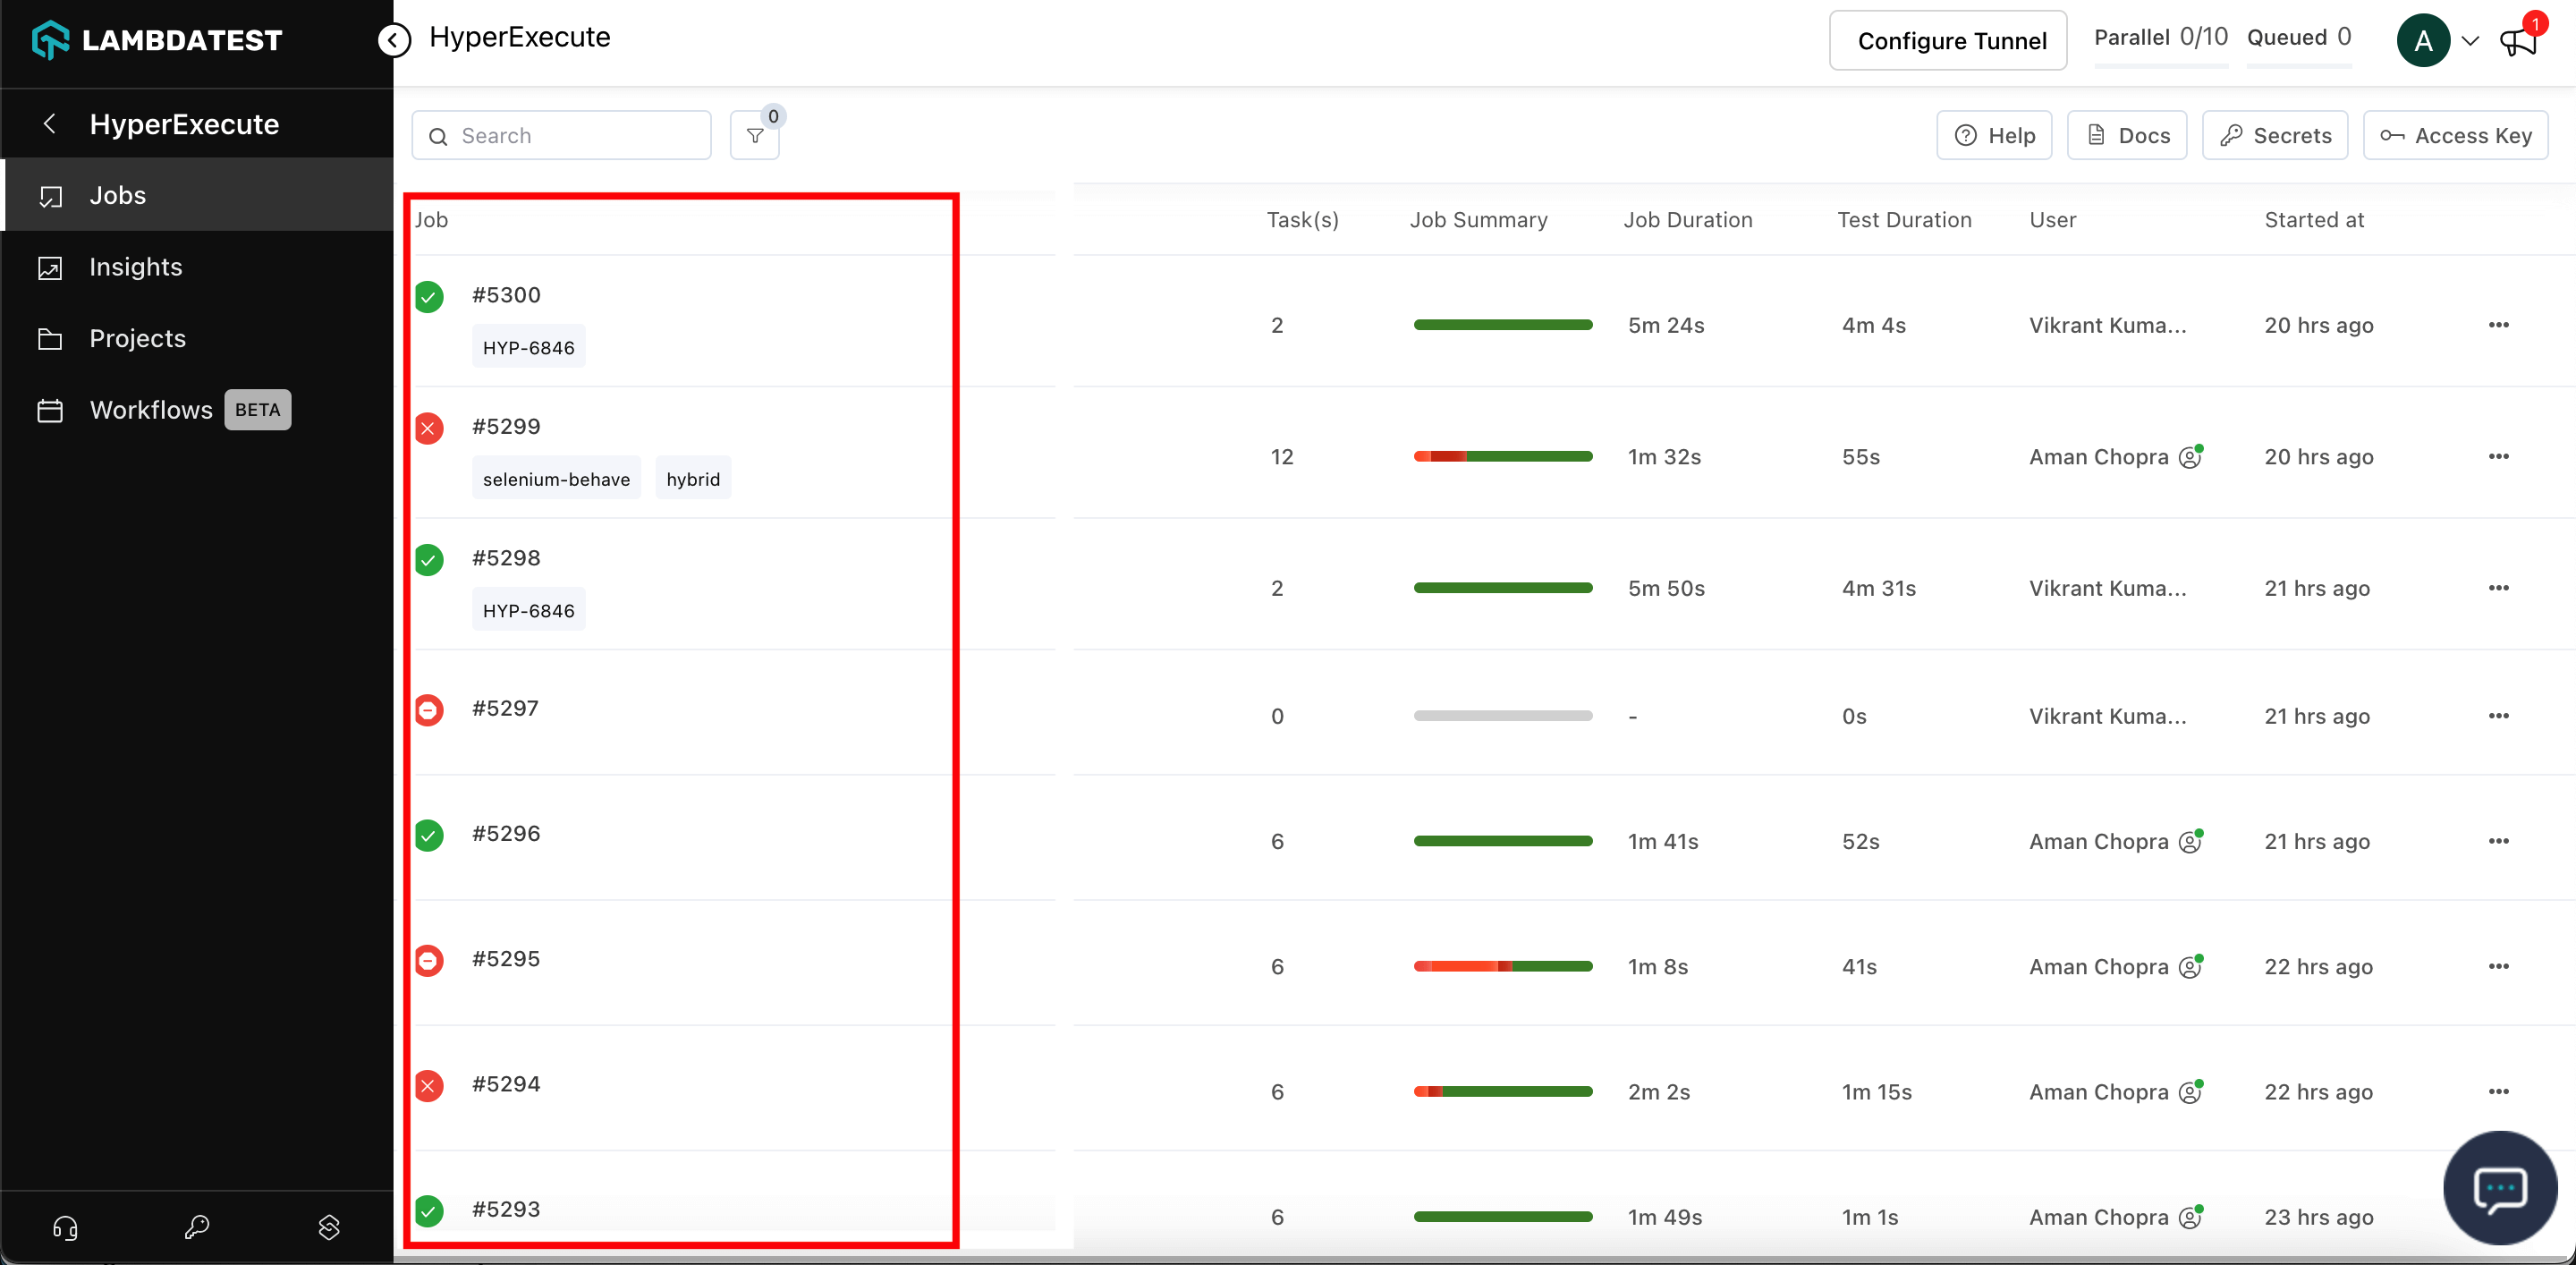 LAMBDATEST
HyperExecute
Configure Tunnel
Parallel 0/10
Queued 0
A
1
HyperExecute
Jobs
Insights
Projects
Workflows BETA
Search
0
Help
Docs
Secrets
Access Key
Job Task(s) Job Summary Job Duration Test Duration User Started at
#5300
HYP-6846
2 5m 24s 4m 4s Vikrant Kuma... 20 hrs ago
#5299
selenium-behave hybrid
12 1m 32s 55s Aman Chopra 20 hrs ago
#5298
HYP-6846
2 5m 50s 4m 31s Vikrant Kuma... 21 hrs ago
#5297
0 - 0s Vikrant Kuma... 21 hrs ago
#5296
6 1m 41s 52s Aman Chopra 21 hrs ago
#5295
6 1m 8s 41s Aman Chopra 22 hrs ago
#5294
6 2m 2s 1m 15s Aman Chopra 22 hrs ago
#5293
6 1m 49s 1m 1s Aman Chopra 23 hrs ago